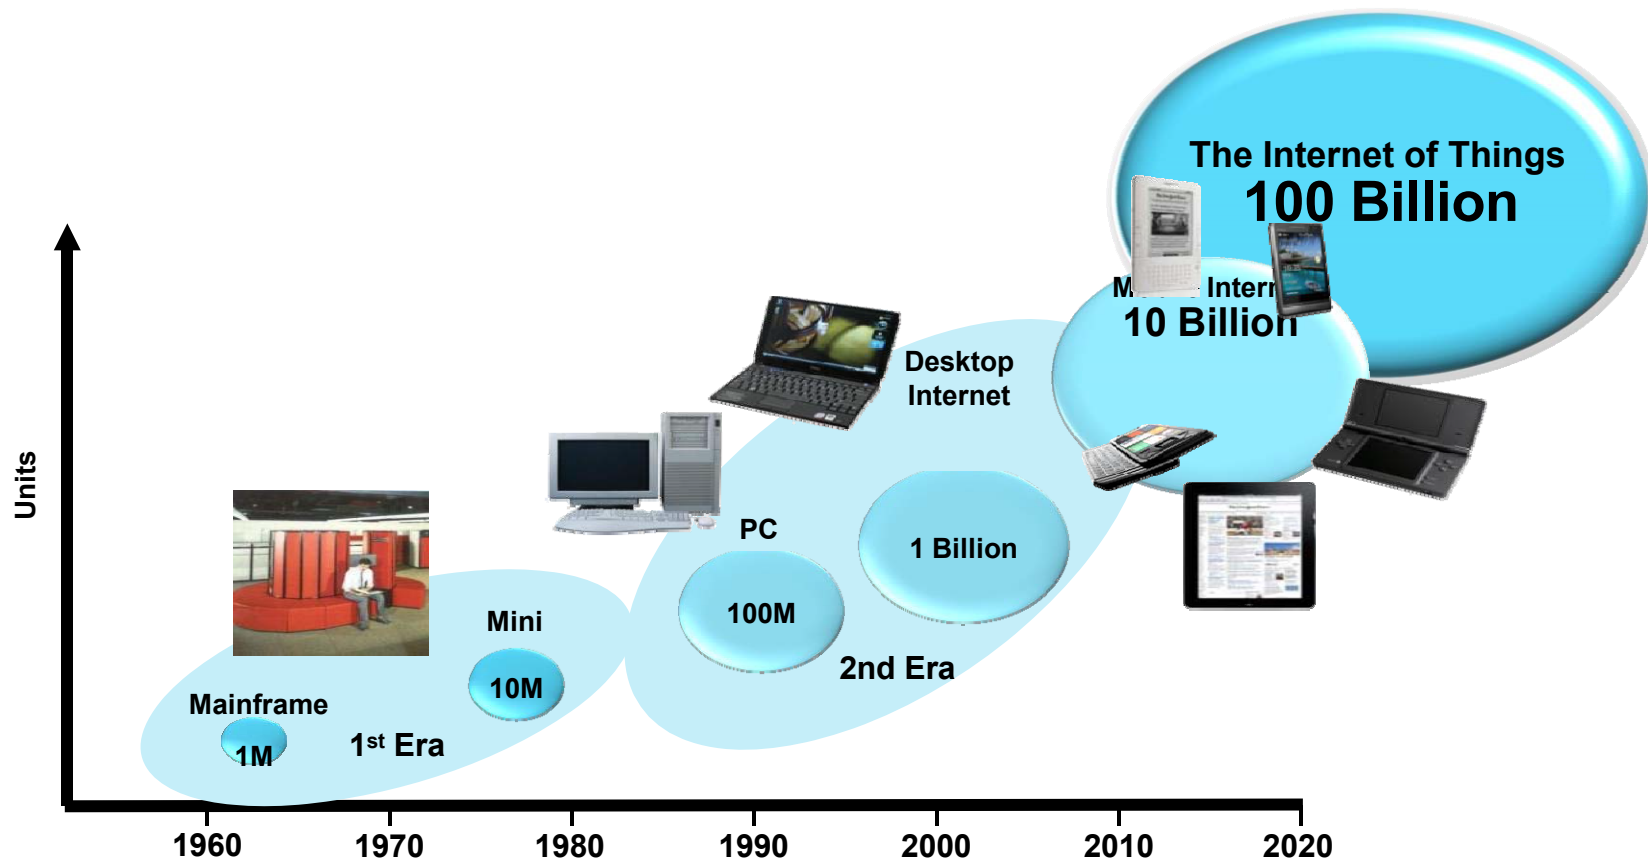 The Internet of Things
100 Billion
Intern
10 Billion
Desktop
Internet
Units
PC
1 Billion
100M
Mini
2nd Era
10M
Mainframe
1st Era
1M
1960
1970
1980
1990
2000
2010
2020